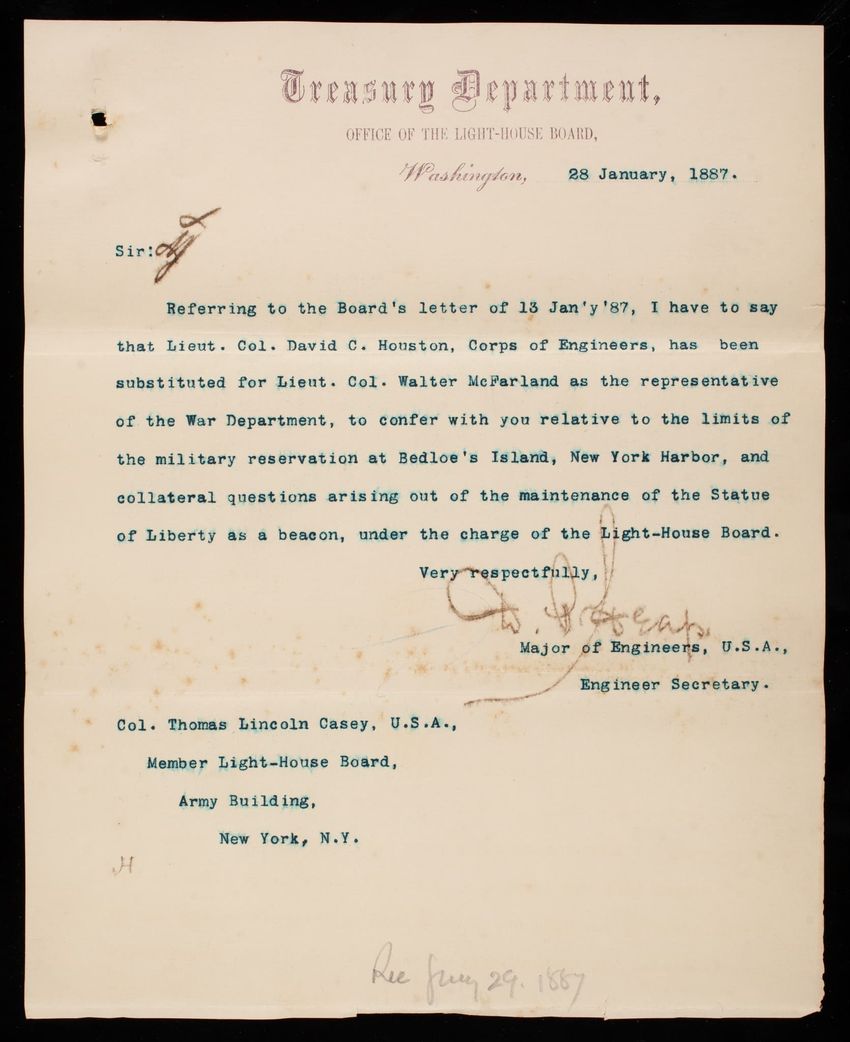 Treasury Department,
OFFICE OF THE LIGHT-HOUSE BOARD,
Washington, 28 January, 1887.
Sir:
Referring to the Board's letter of 13 Jan'y '87, I have to say
that Lieut. Col. David C. Houston, Corps of Engineers, has been
substituted for Lieut. Col. Walter McFarland as the representative
of the War Department, to confer with you relative to the limits of
the military reservation at Bedloe's Island, New York Harbor, and
collateral questions arising out of the maintenance of the Statue
of Liberty as a beacon, under the charge of the Light-House Board.
Very respectfully,
D. P. Heap.
Major of Engineers, U.S.A.,
Engineer Secretary.
Col. Thomas Lincoln Casey, U.S.A.,
Member Light-House Board,
Army Building,
New York, N.Y.
H
Rec Jany 29. 1887